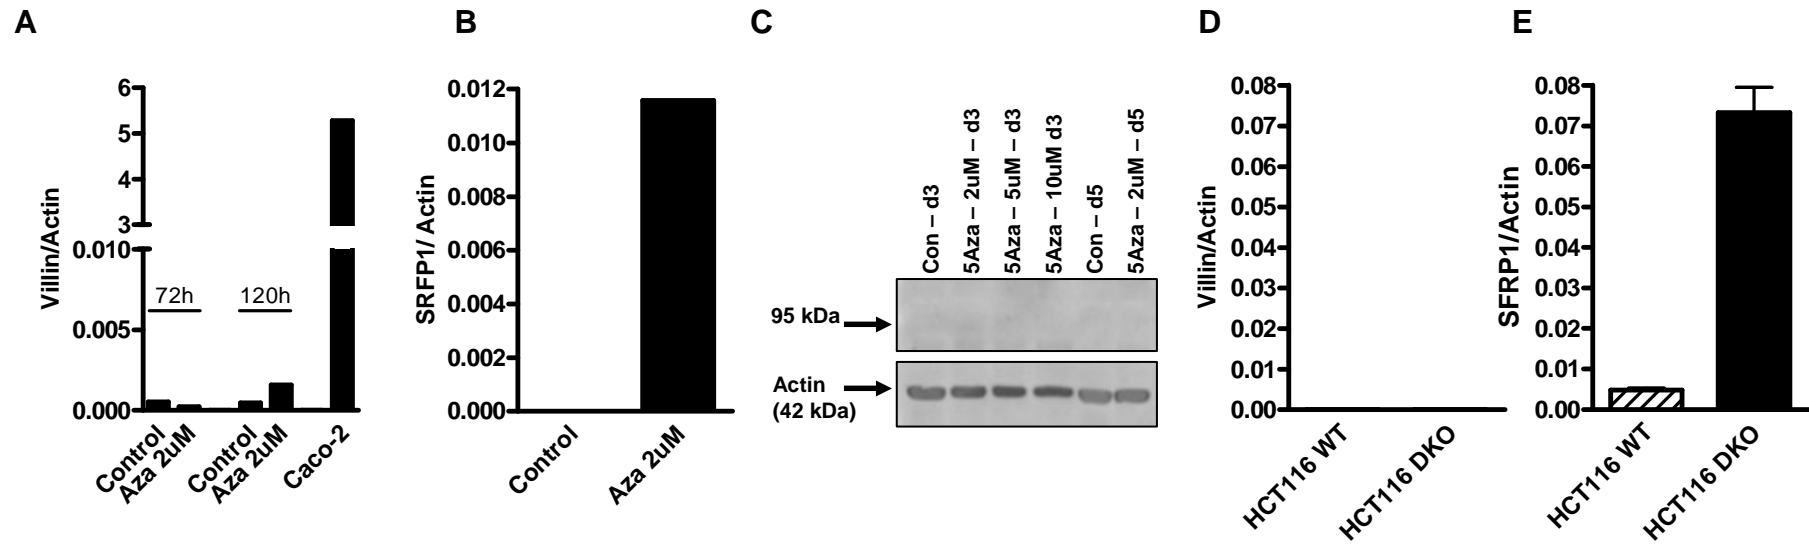 A
B
C
D
E
Villin/Actin
6
5
4
3
0.010
0.005
0.000
72h
120h
Control
Aza 2uM
Control
Aza 2uM
Caco-2
SRFP1/ Actin
0.012
0.010
0.008
0.006
0.004
0.002
0.000
Control
Aza 2uM
Con – d3
5Aza – 2uM – d3
5Aza – 5uM – d3
5Aza – 10uM d3
Con – d5
5Aza – 2uM – d5
95 kDa
Actin
(42 kDa)
Villin/Actin
0.08
0.07
0.06
0.05
0.04
0.03
0.02
0.01
0.00
HCT116 WT
HCT116 DKO
SFRP1/Actin
0.08
0.07
0.06
0.05
0.04
0.03
0.02
0.01
0.00
HCT116 WT
HCT116 DKO